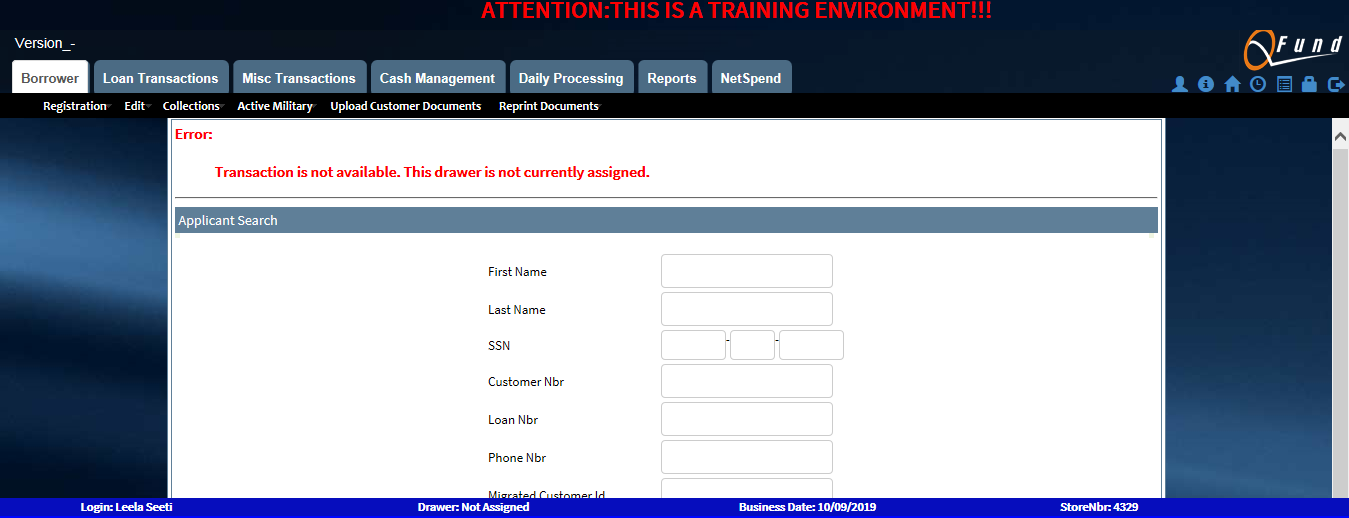 ATTENTION:THIS IS A TRAINING ENVIRONMENT!!!
Version_-
QFund
Borrower Loan Transactions Misc Transactions Cash Management Daily Processing Reports NetSpend
Registration Edit Collections Active Military Upload Customer Documents Reprint Documents
Error:
Transaction is not available. This drawer is not currently assigned.
Applicant Search
First Name
Last Name
SSN - -
Customer Nbr
Loan Nbr
Phone Nbr
Migrated Customer Id
Login: Leela Seeti Drawer: Not Assigned Business Date: 10/09/2019 StoreNbr: 4329